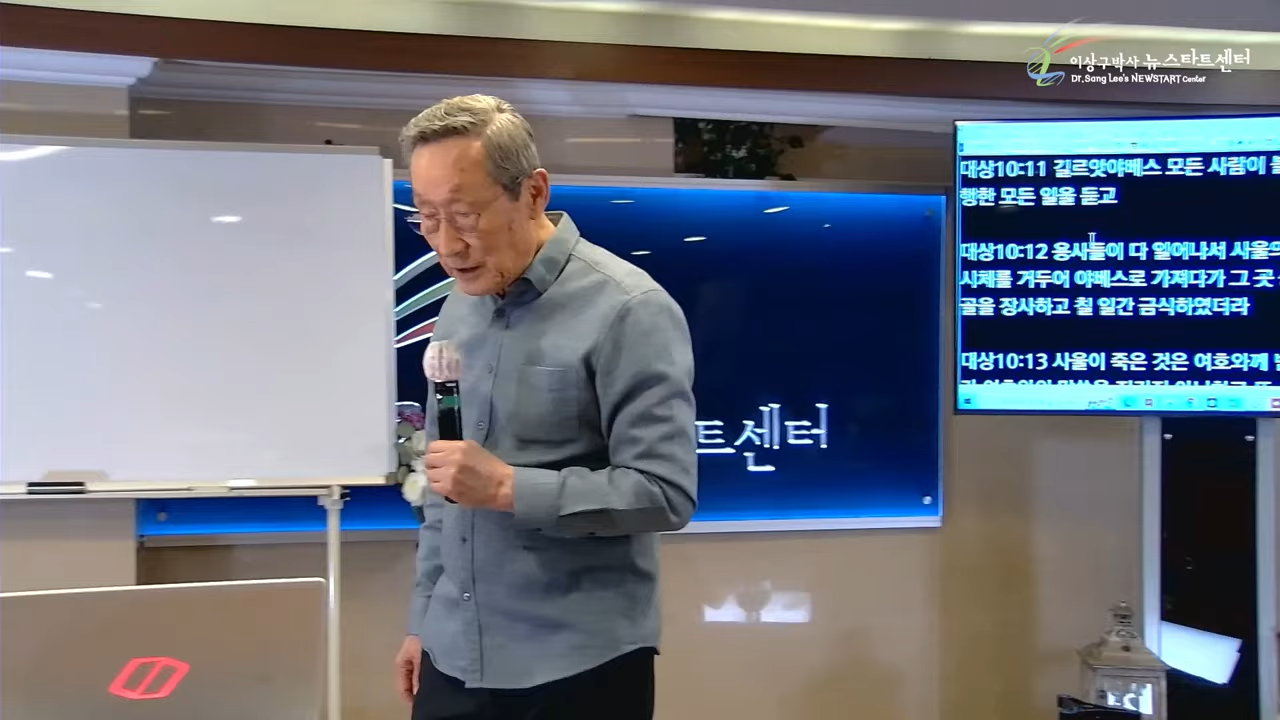 이상구박사 뉴스타트센터
Dr. Sang Lee's NEWSTART Center
대상10:11 길르앗야베스 모든 사람이
행한 모든 일을 듣고
대상10:12 용사들이 다 일어나서 사울의
시체를 거두어 야베스로 가져다가 그 곳
골을 장사하고 칠 일간 금식하였더라
대상10:13 사울이 죽은 것은 여호와께
트센터